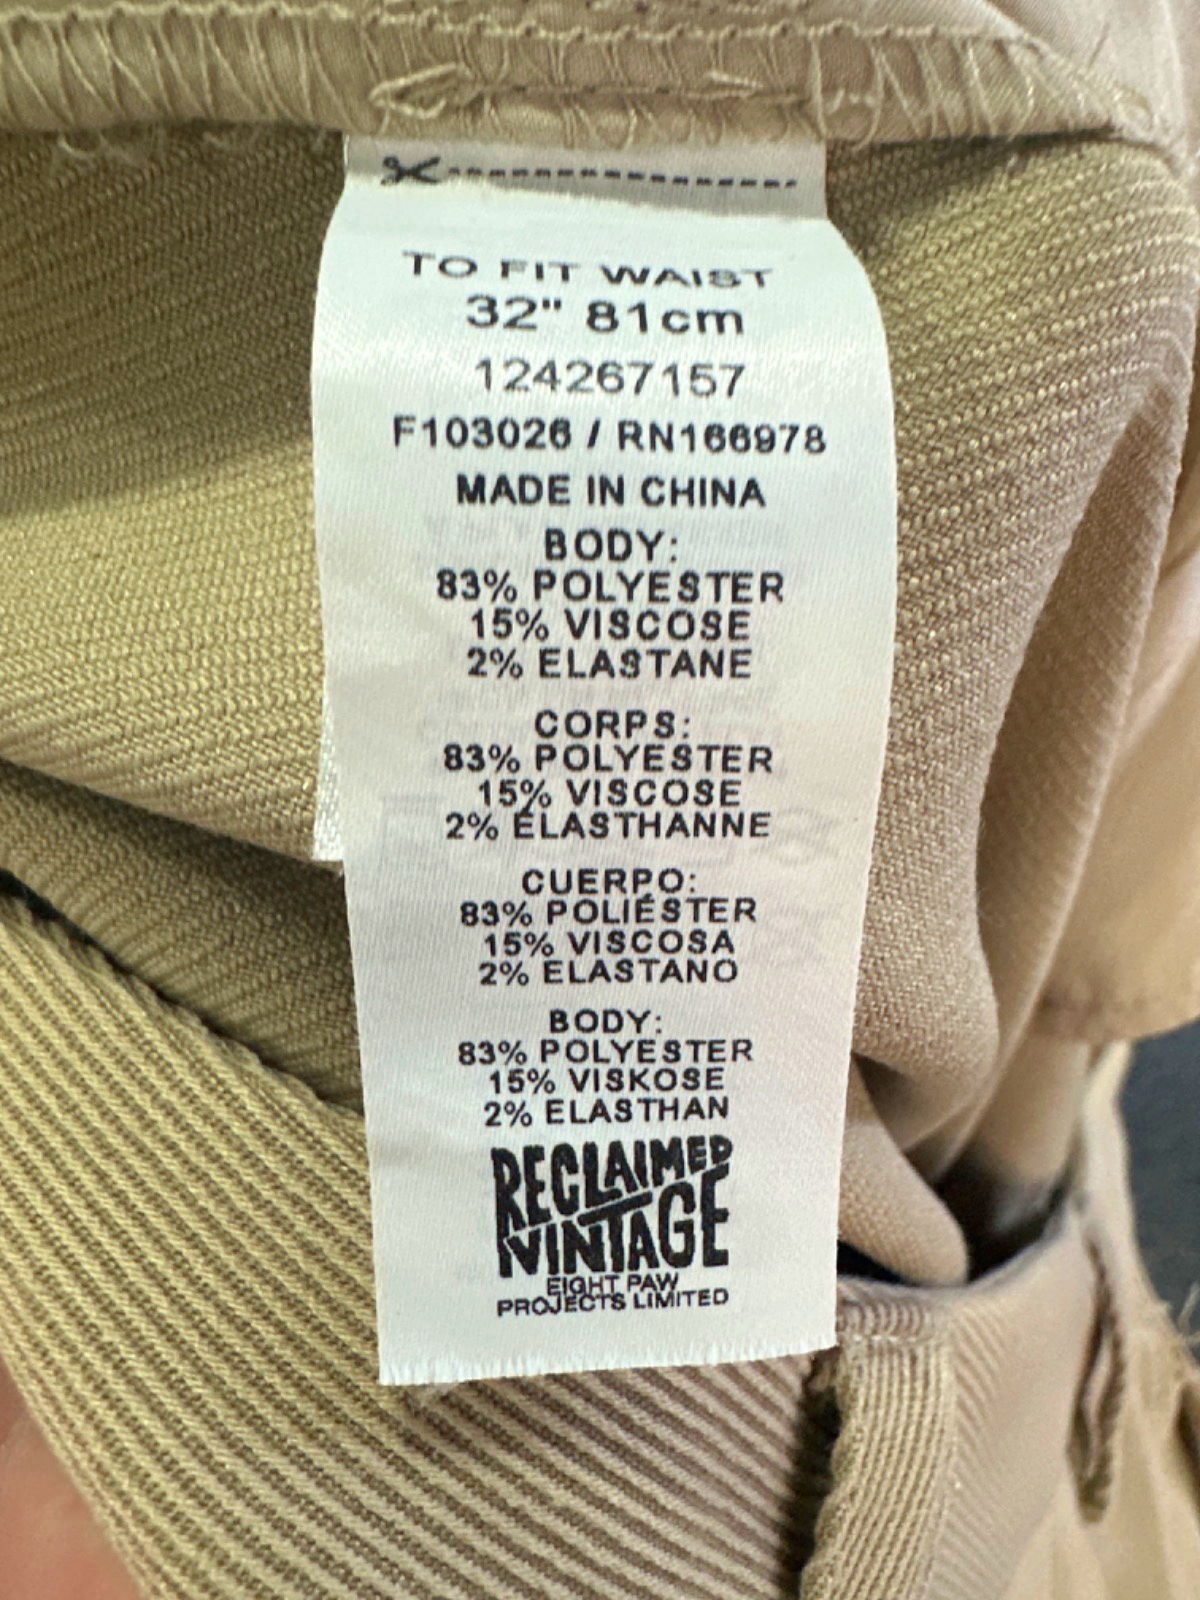 TO FIT WAIST
32" 81cm
124267157
F103026 / RN166978
MADE IN CHINA
BODY:
83% POLYESTER
15% VISCOSE
2% ELASTANE
CORPS:
83% POLYESTER
15% VISCOSE
2% ÉLASTHANNE
CUERPO:
83% POLIÉSTER
15% VISCOSA
2% ELASTANO
BODY:
83% POLYESTER
15% VISKOSE
2% ELASTHAN
RECLAIMED
VINTAGE
EIGHT PAW
PROJECTS LIMITED